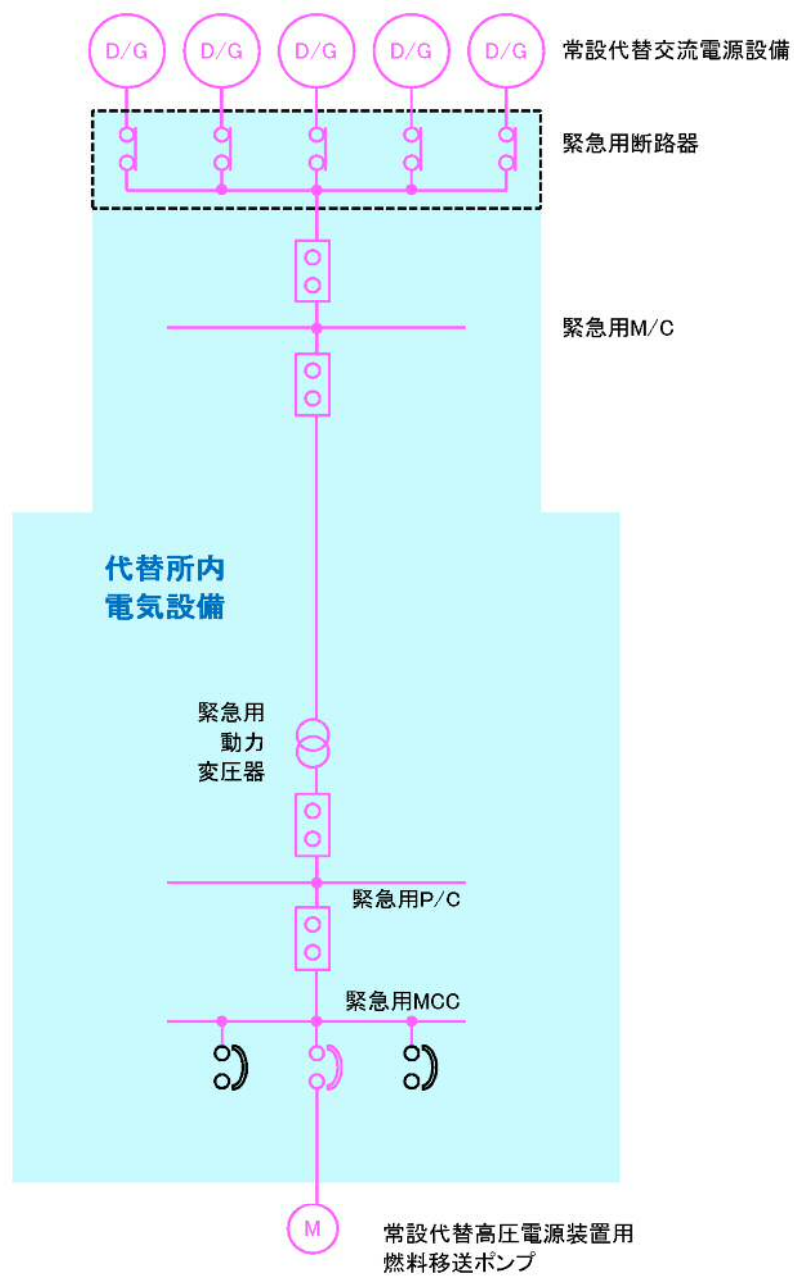 D/G D/G D/G D/G D/G 常設代替交流電源設備
緊急用断路器
緊急用M/C
代替所内
電気設備
緊急用
動力
変圧器
緊急用P/C
緊急用MCC
M
常設代替高圧電源装置用
燃料移送ポンプ